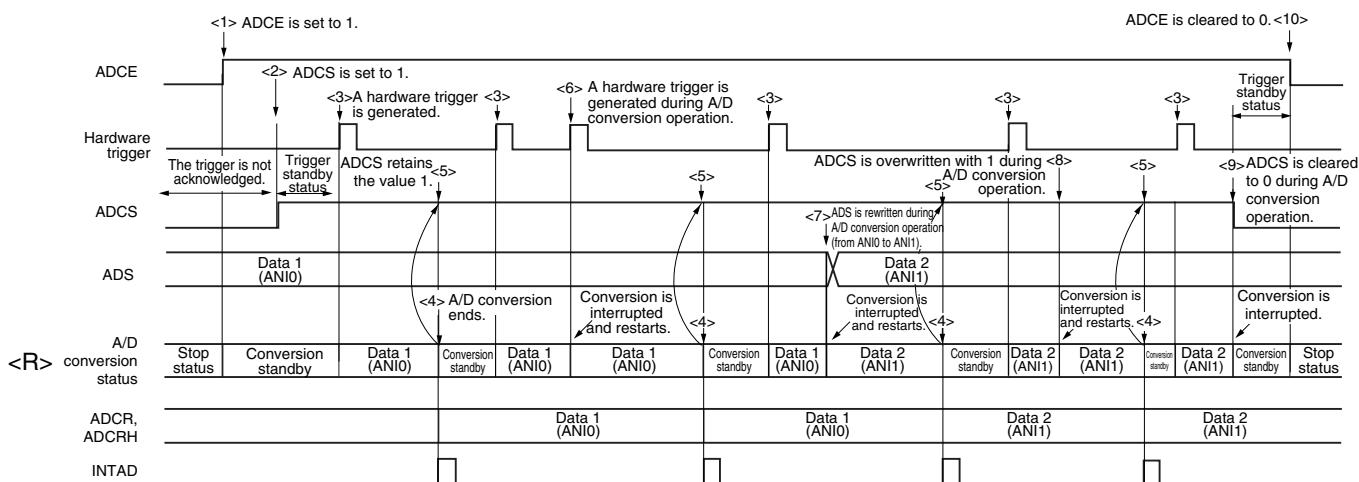 <1> ADCE is set to 1.
ADCE is cleared to 0. <10>
ADCE
<2> ADCS is set to 1.
<3> A hardware trigger
is generated.
<3>
<6> A hardware trigger is
generated during A/D
conversion operation.
<3>
<3>
<3>
Trigger
standby
status
Hardware
trigger
The trigger is not
acknowledged.
Trigger
standby
status
ADCS retains
the value 1.
<5>
<5>
ADCS is overwritten with 1 during <8>
A/D conversion
operation.
<5>
<5>
<9> ADCS is cleared
to 0 during A/D
conversion
operation.
ADCS
<7> ADS is rewritten during
A/D conversion operation
(from ANI0 to ANI1).
ADS
Data 1
(ANI0)
Data 2
(ANI1)
<4> A/D conversion
ends.
Conversion is
interrupted
and restarts.
<4>
Conversion is
interrupted
and restarts.
<4>
Conversion is
interrupted
and restarts.
<4>
Conversion is
interrupted.
<R>
A/D
conversion
status
Stop
status
Conversion
standby
Data 1
(ANI0)
Conversion
standby
Data 1
(ANI0)
Data 1
(ANI0)
Conversion
standby
Data 1
(ANI0)
Data 2
(ANI1)
Conversion
standby
Data 2
(ANI1)
Data 2
(ANI1)
Conversion
standby
Data 2
(ANI1)
Conversion
standby
Stop
status
ADCR,
ADCRH
Data 1
(ANI0)
Data 1
(ANI0)
Data 2
(ANI1)
Data 2
(ANI1)
INTAD